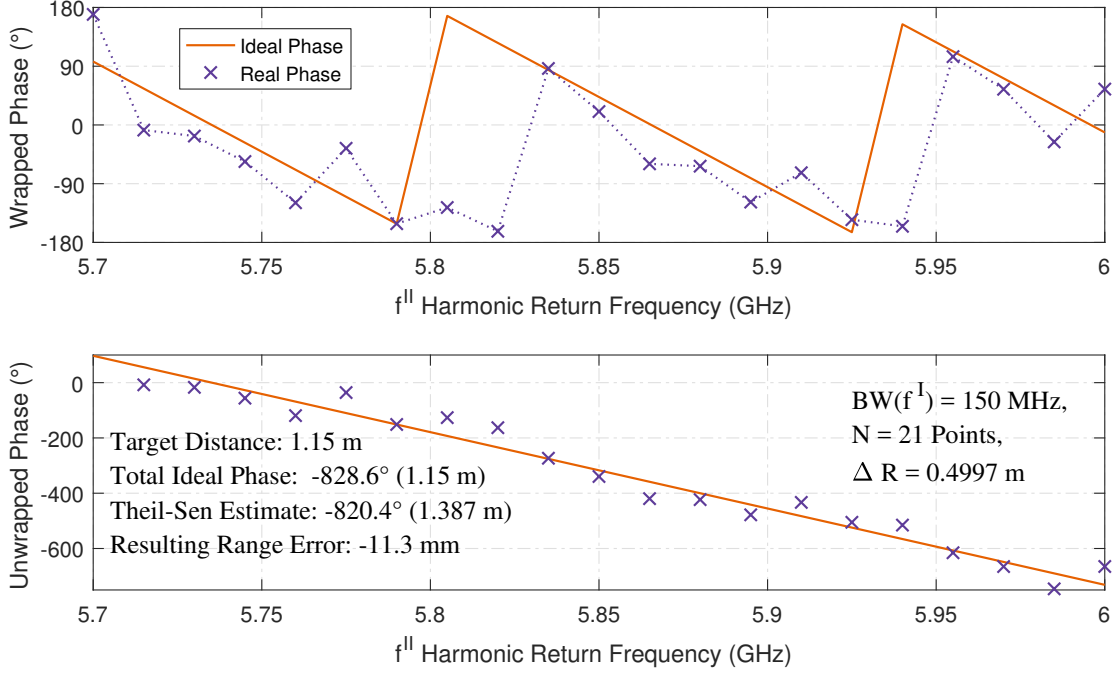 180
90
0
-90
-180
Wrapped Phase (°)
Ideal Phase
Real Phase
5.7 5.75 5.8 5.85 5.9 5.95 6
f^II Harmonic Return Frequency (GHz)
0
-200
-400
-600
Unwrapped Phase (°)
BW(f^I) = 150 MHz,
N = 21 Points,
Δ R = 0.4997 m
Target Distance: 1.15 m
Total Ideal Phase: -828.6° (1.15 m)
Theil-Sen Estimate: -820.4° (1.387 m)
Resulting Range Error: -11.3 mm
5.7 5.75 5.8 5.85 5.9 5.95 6
f^II Harmonic Return Frequency (GHz)